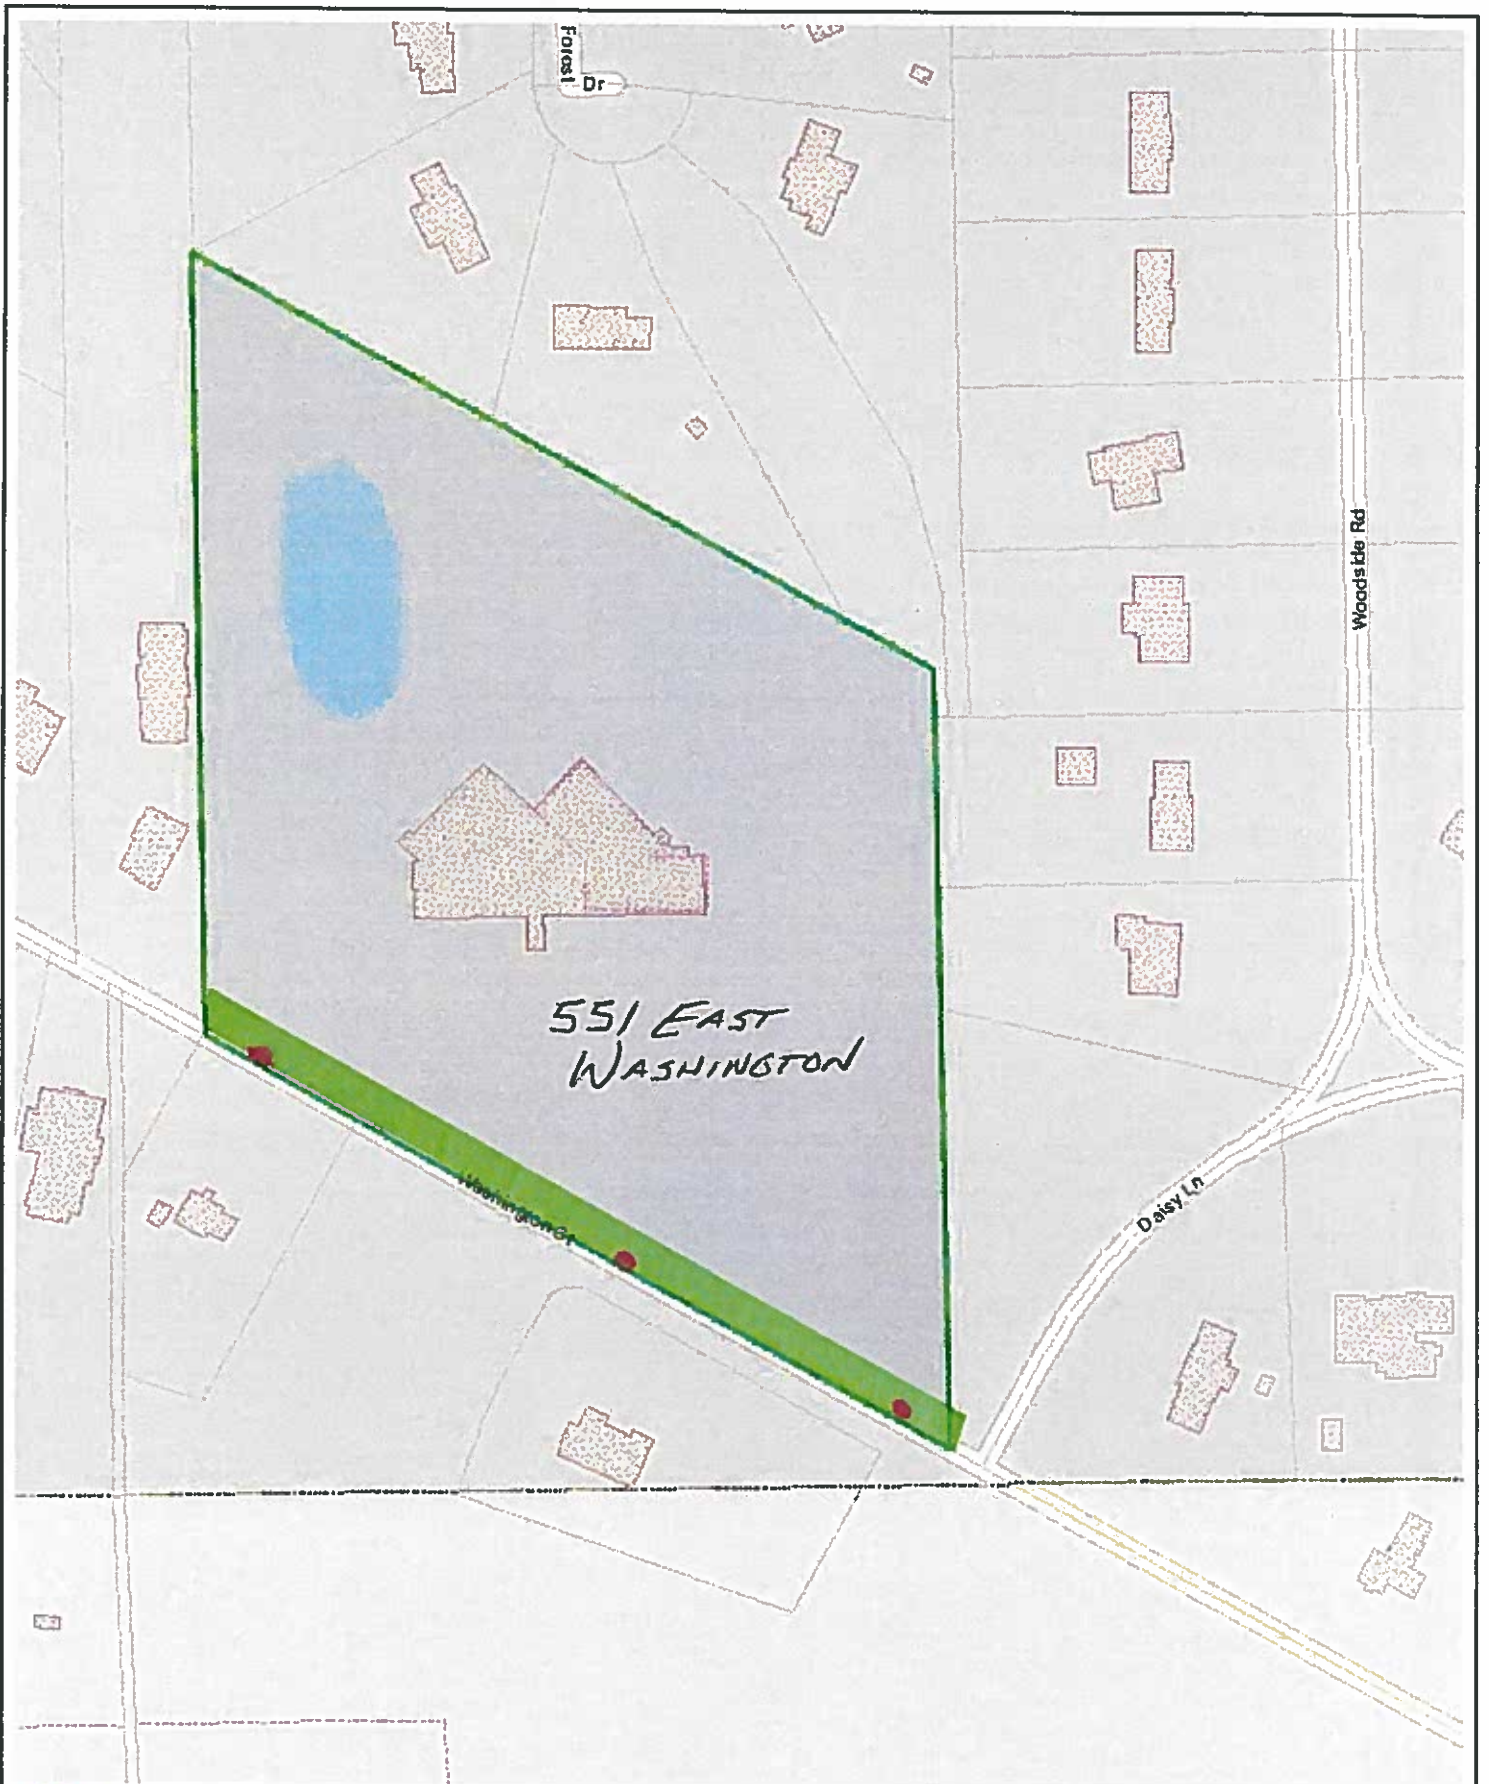 Forest
Dr
Woodside Rd
551 EAST
WASHINGTON
Washington St
Daisy Ln